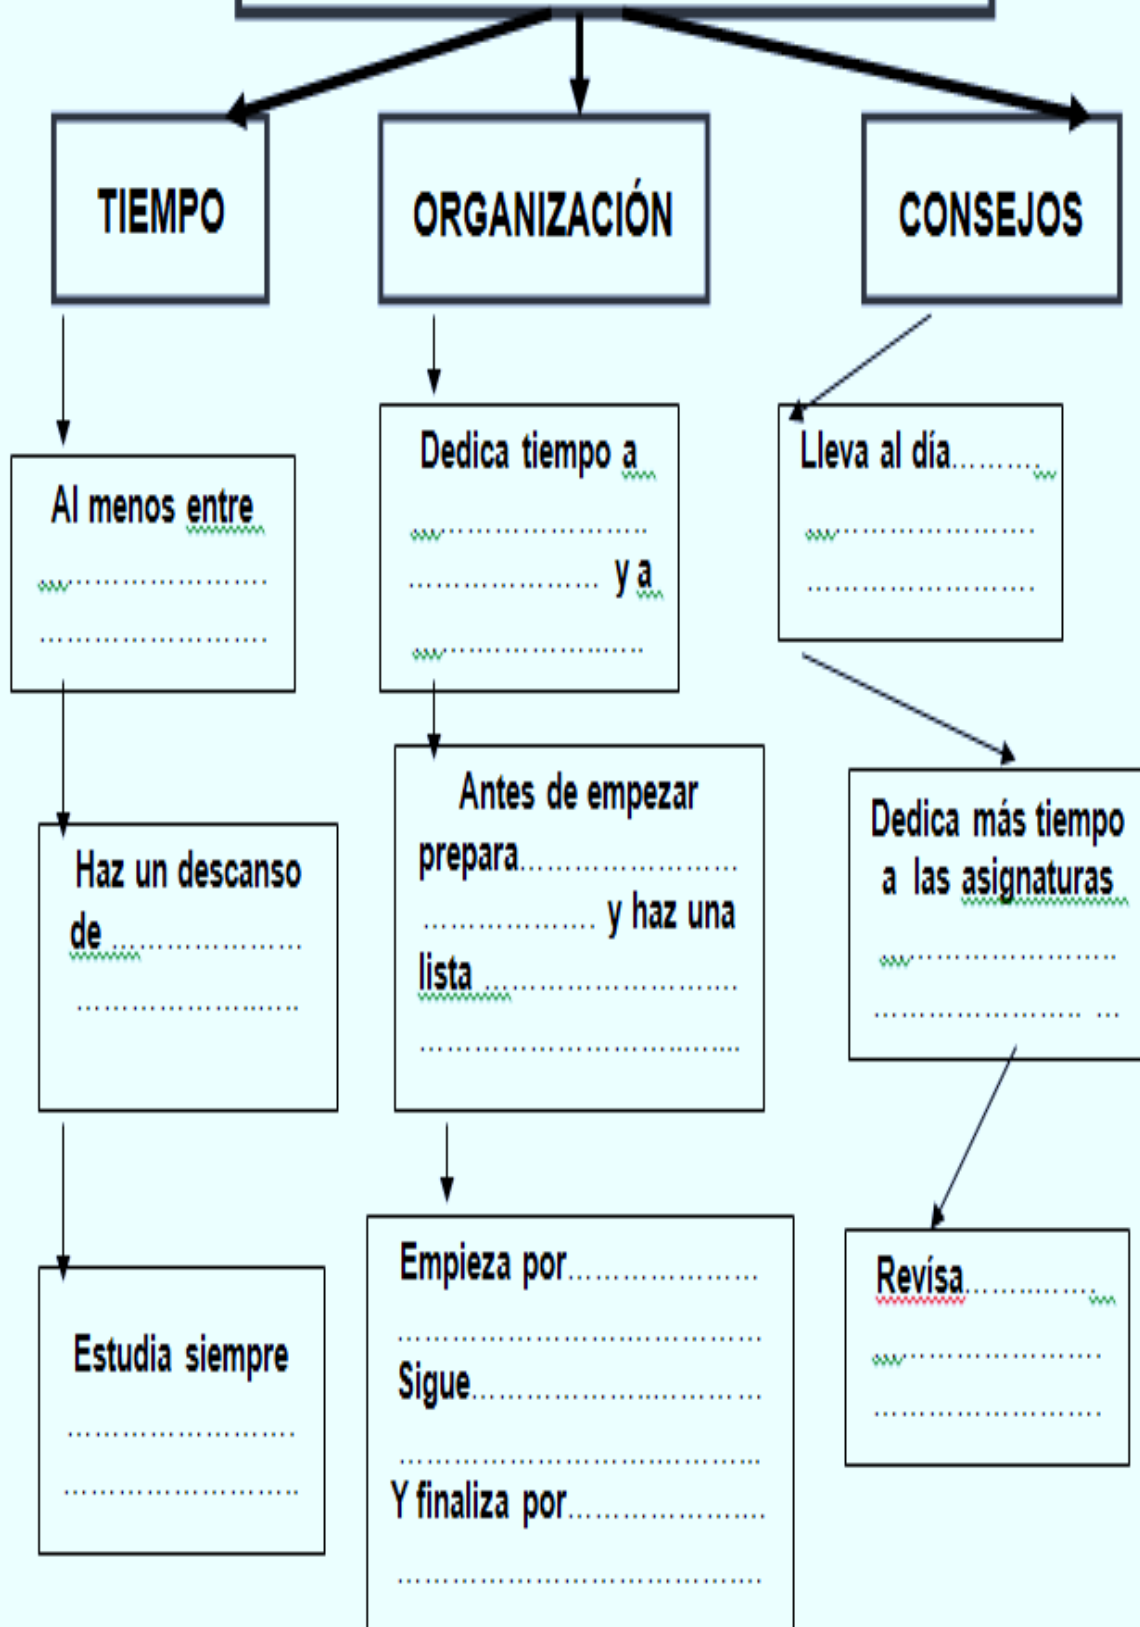 TIEMPO
ORGANIZACIÓN
CONSEJOS
Al menos entre
…………………….
…………………….
Haz un descanso
de …………………
………………..…..
Estudia siempre
…………………….
……………………..
Dedica tiempo a
……………………..
………………… y a
…………………..…..
Antes de empezar
prepara……………………
………………. y haz una
lista ……………………….
………………………..…....
Empieza por…………………
…………………….……………
Sigue………………..…………
……………………….………...
Y finaliza por………………….
………………………………….
Lleva al día……….
…………………….
…………………….
Dedica más tiempo
a las asignaturas
……………………..
………………….. …
Revísa……..…….
…………………….
…………………….